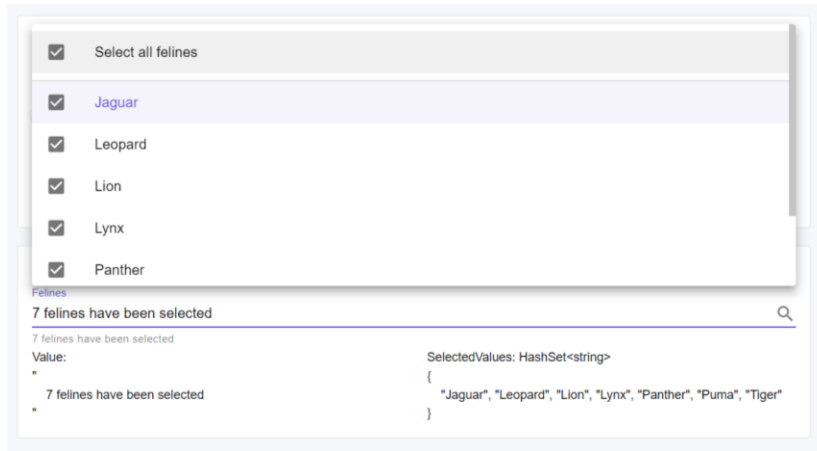 Select all felines
Jaguar
Leopard
Lion
Lynx
Panther
Felines
7 felines have been selected
7 felines have been selected
Value:
"
7 felines have been selected
"
SelectedValues: HashSet<string>
{
"Jaguar", "Leopard", "Lion", "Lynx", "Panther", "Puma", "Tiger"
}